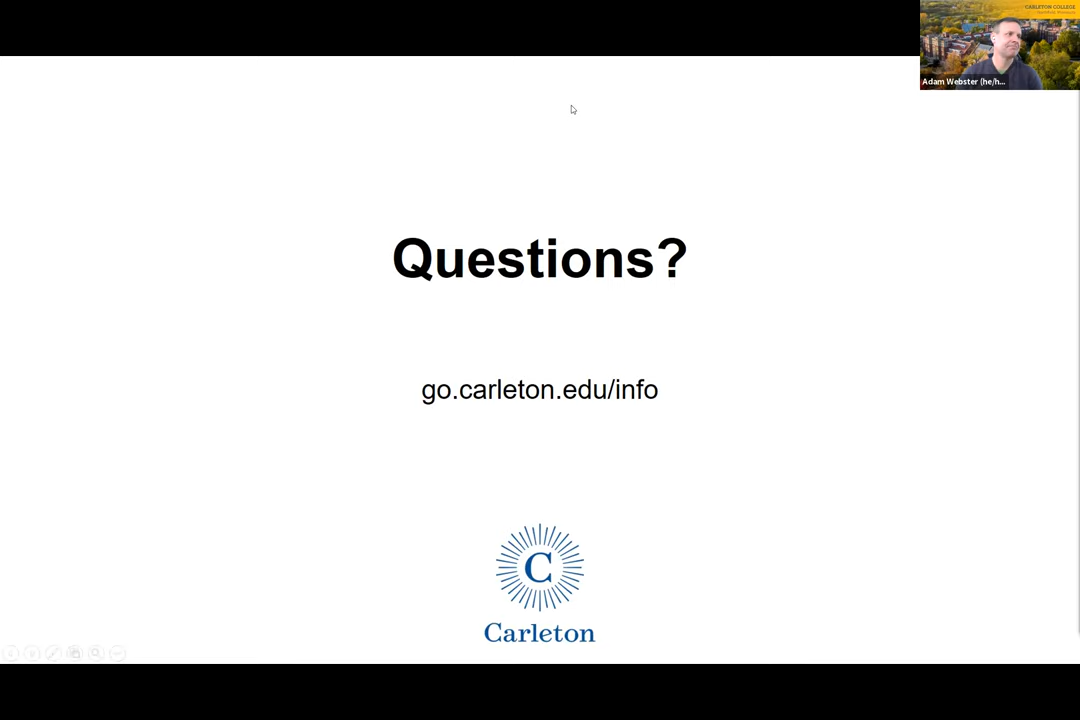 CARLETON COLLEGE
Adam Webster (he/h...
Questions?
go.carleton.edu/info
C
Carleton